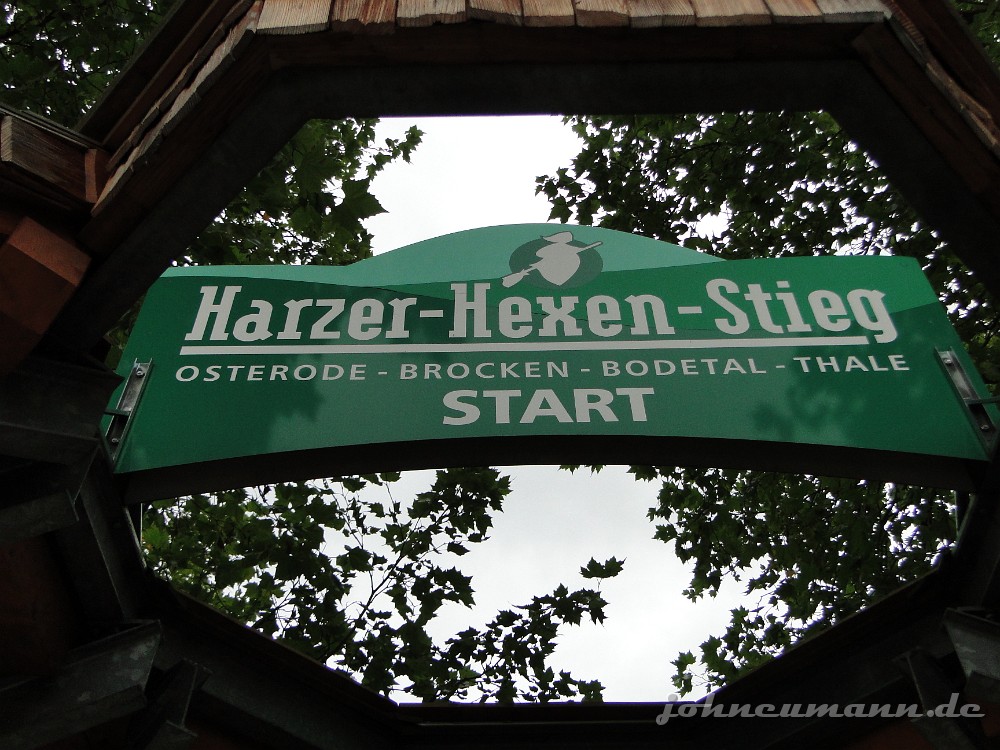 Harzer-Hexen-Stieg
OSTERODE - BROCKEN - BODETAL - THALE
START
johneumann.de